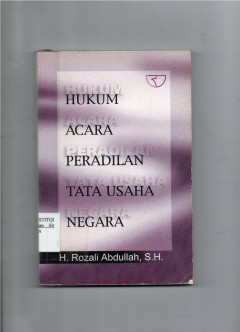 HUKUM
ACARA
PERADILAN
TATA USAHA
NEGARA
H. Rozali Abdullah, S.H.